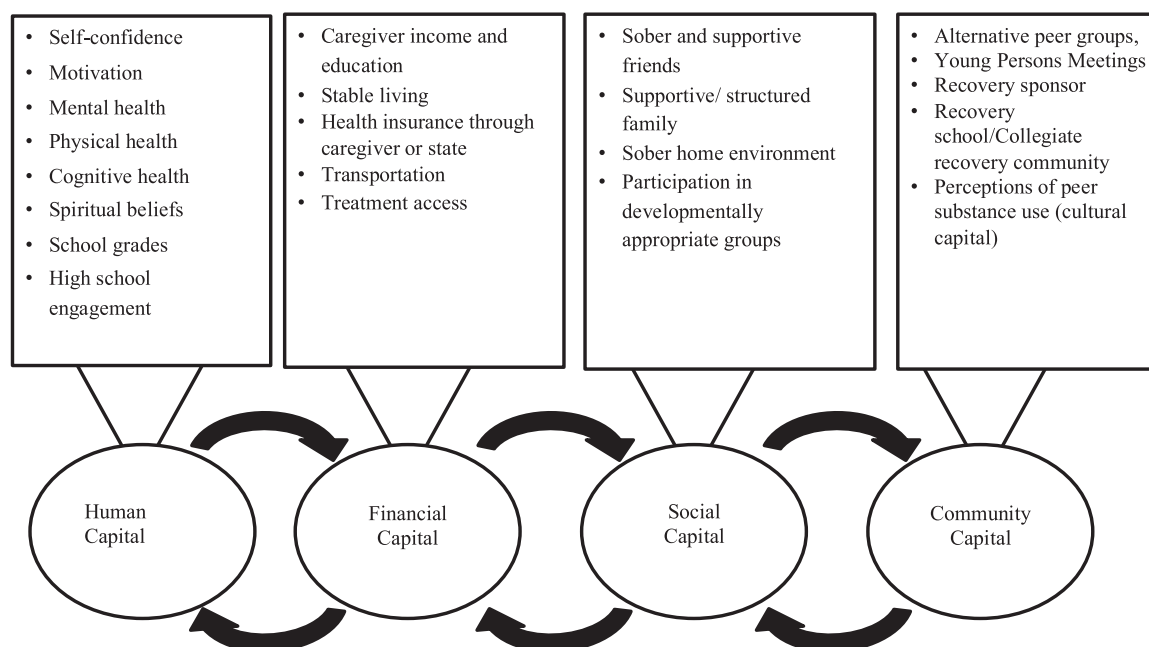 • Self-confidence
• Motivation
• Mental health
• Physical health
• Cognitive health
• Spiritual beliefs
• School grades
• High school
engagement
• Caregiver income and
education
• Stable living
• Health insurance through
caregiver or state
• Transportation
• Treatment access
• Sober and supportive
friends
• Supportive/ structured
family
• Sober home environment
• Participation in
developmentally
appropriate groups
• Alternative peer groups,
• Young Persons Meetings
• Recovery sponsor
• Recovery
school/Collegiate
recovery community
• Perceptions of peer
substance use (cultural
capital)
Human
Capital
Financial
Capital
Social
Capital
Community
Capital